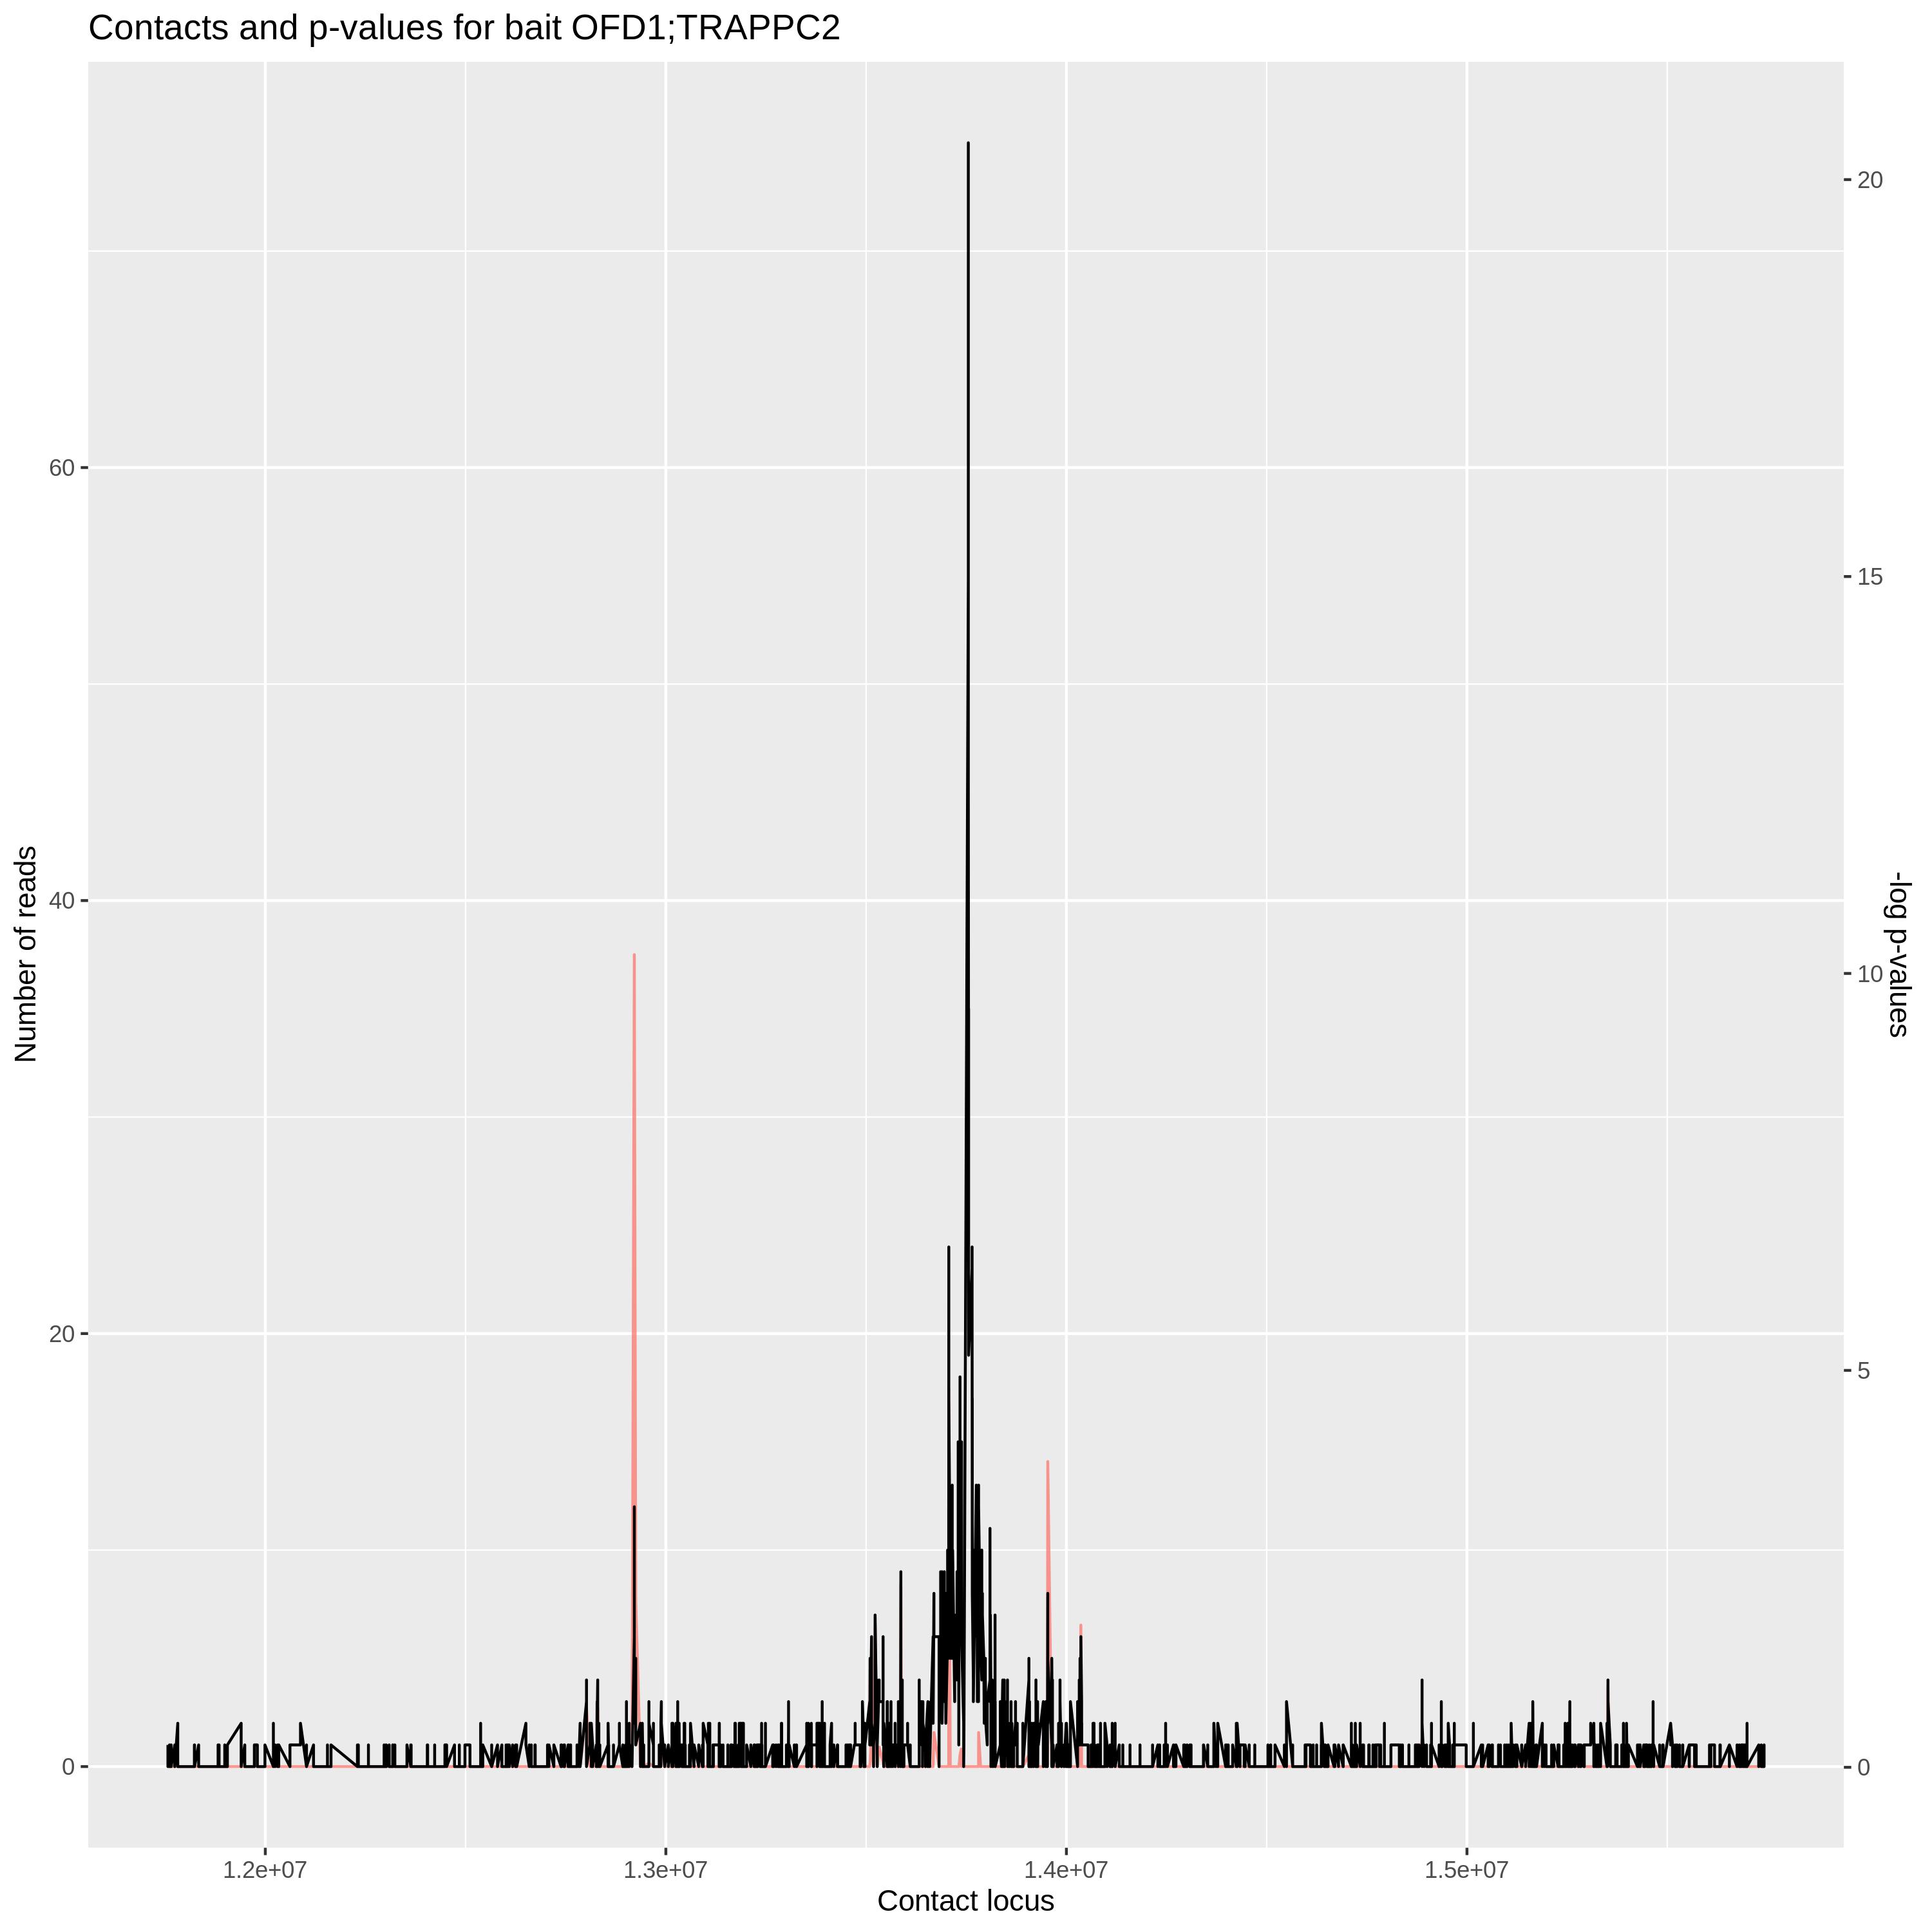 Contacts and p-values for bait OFD1;TRAPPC2
Number of reads
60
40
20
0
20
15
10
5
0
-log p-values
1.2e+07 1.3e+07 1.4e+07 1.5e+07
Contact locus